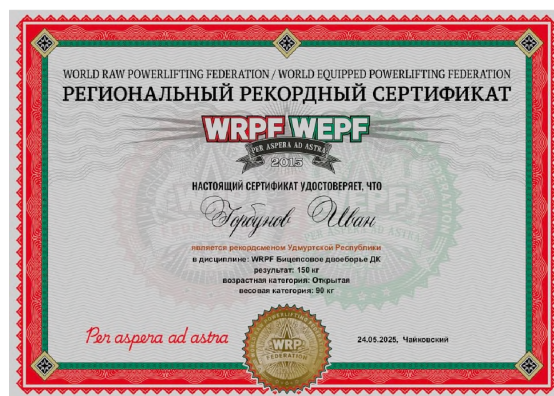 WORLD RAW POWERLIFTING FEDERATION / WORLD EQUIPPED POWERLIFTING FEDERATION
РЕГИОНАЛЬНЫЙ РЕКОРДНЫЙ СЕРТИФИКАТ
WRPF WEPF
PER ASPERA AD ASTRA
2015
НАСТОЯЩИЙ СЕРТИФИКАТ УДОСТОВЕРЯЕТ, ЧТО
Горбунов Иван
является рекордсменом Удмуртской Республики
в дисциплине: WRPF Бицепсовое двоеборье ДК
результат: 150 кг
возрастная категория: Открытая
весовая категория: 90 кг
Per aspera ad astra
24.05.2025, Чайковский
WRP
FEDERATION